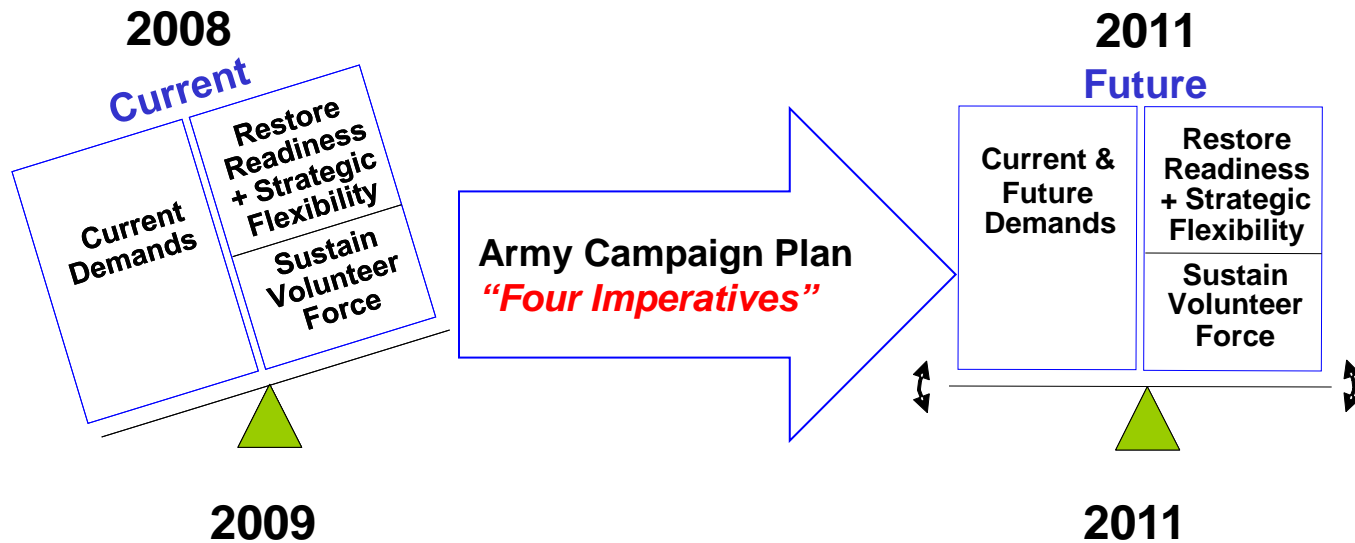 2008
Current
Current
Demands
Restore
Readiness
+ Strategic
Flexibility
Sustain
Volunteer
Force
Army Campaign Plan
“Four Imperatives”
2011
Future
Current &
Future
Demands
Restore
Readiness
+ Strategic
Flexibility
Sustain
Volunteer
Force
2009
2011